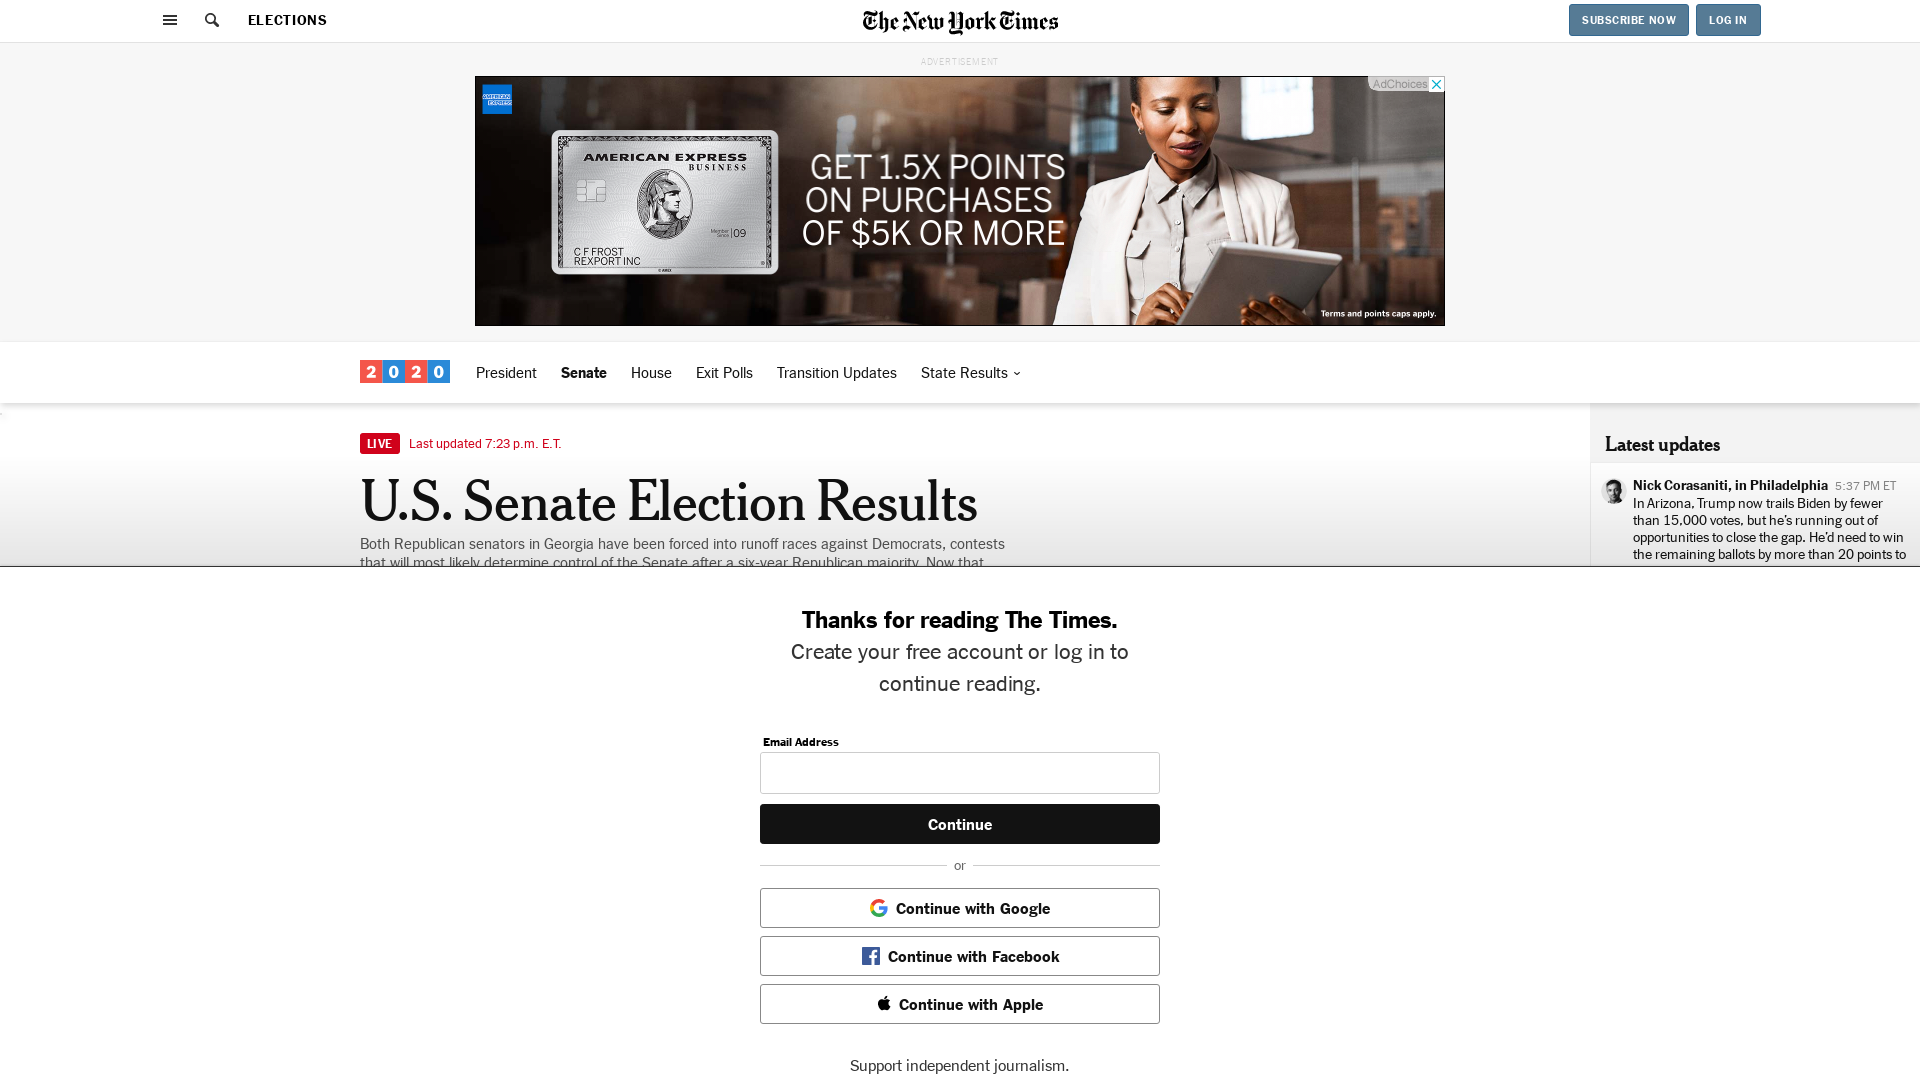 ELECTIONS
The New York Times
SUBSCRIBE NOW
LOG IN
ADVERTISEMENT
AdChoices
AMERICAN
EXPRESS
AMERICAN EXPRESS
BUSINESS
Member
Since 09
C F FROST
REXPORT INC
© AMEX
GET 1.5X POINTS
ON PURCHASES
OF $5K OR MORE
Terms and points caps apply.
2020
President
Senate
House
Exit Polls
Transition Updates
State Results
LIVE
Last updated 7:23 p.m. E.T.
U.S. Senate Election Results
Both Republican senators in Georgia have been forced into runoff races against Democrats, contests
that will most likely determine control of the Senate after a six-year Republican majority. Now that
Latest updates
Nick Corasaniti, in Philadelphia 5:37 PM ET
In Arizona, Trump now trails Biden by fewer
than 15,000 votes, but he’s running out of
opportunities to close the gap. He’d need to win
the remaining ballots by more than 20 points to
Thanks for reading The Times.
Create your free account or log in to
continue reading.
Email Address
Continue
or
Continue with Google
Continue with Facebook
Continue with Apple
Support independent journalism.